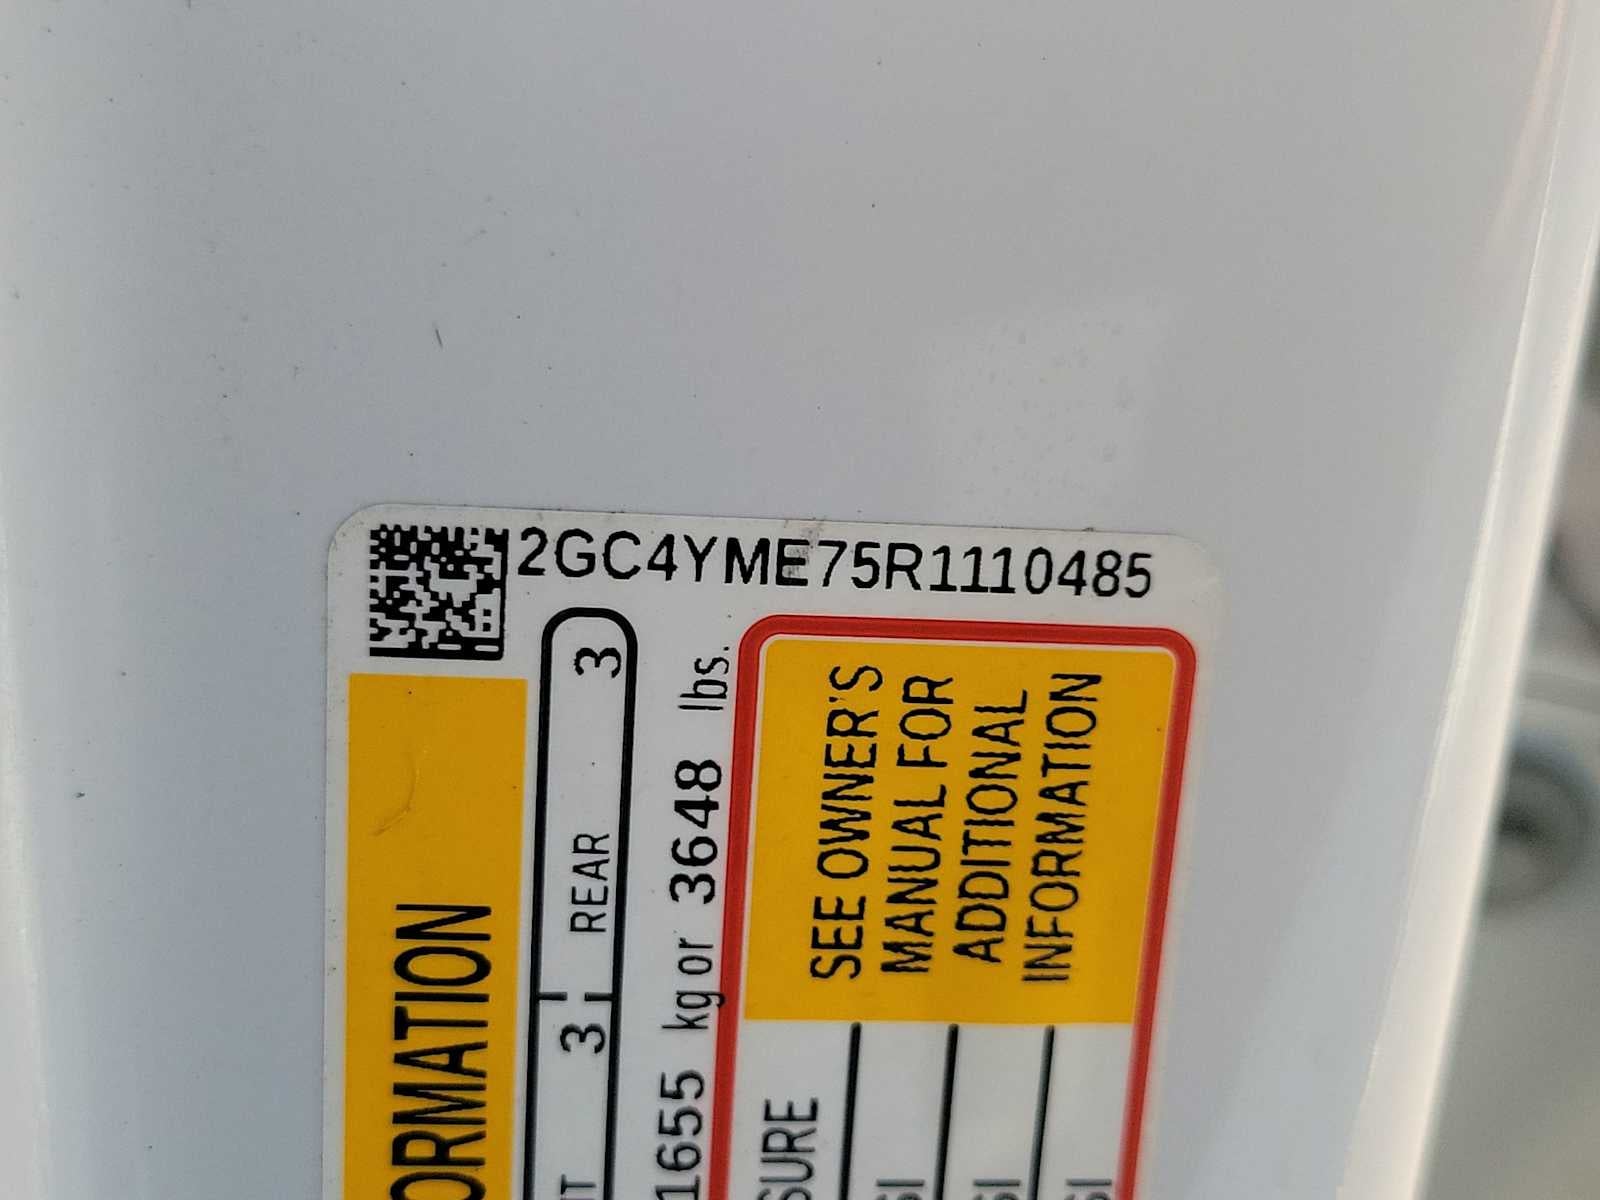 2GC4YME75R1110485
ORMATION
3 REAR 3
1655 kg or 3648 lbs.
SURE
SEE OWNER'S
MANUAL FOR
ADDITIONAL
INFORMATION